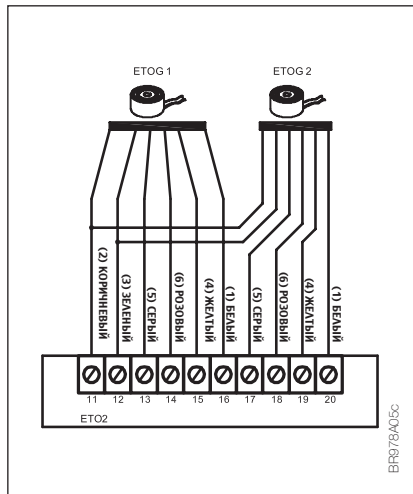 ETOG 1
ETOG 2
(2) КОРИЧНЕВЫЙ
(3) ЗЕЛЕНЫЙ
(5) СЕРЫЙ
(6) РОЗОВЫЙ
(4) ЖЕЛТЫЙ
(1) БЕЛЫЙ
(5) СЕРЫЙ
(6) РОЗОВЫЙ
(4) ЖЕЛТЫЙ
(1) БЕЛЫЙ
11 12 13 14 15 16 17 18 19 20
ETO2
BR978A05c